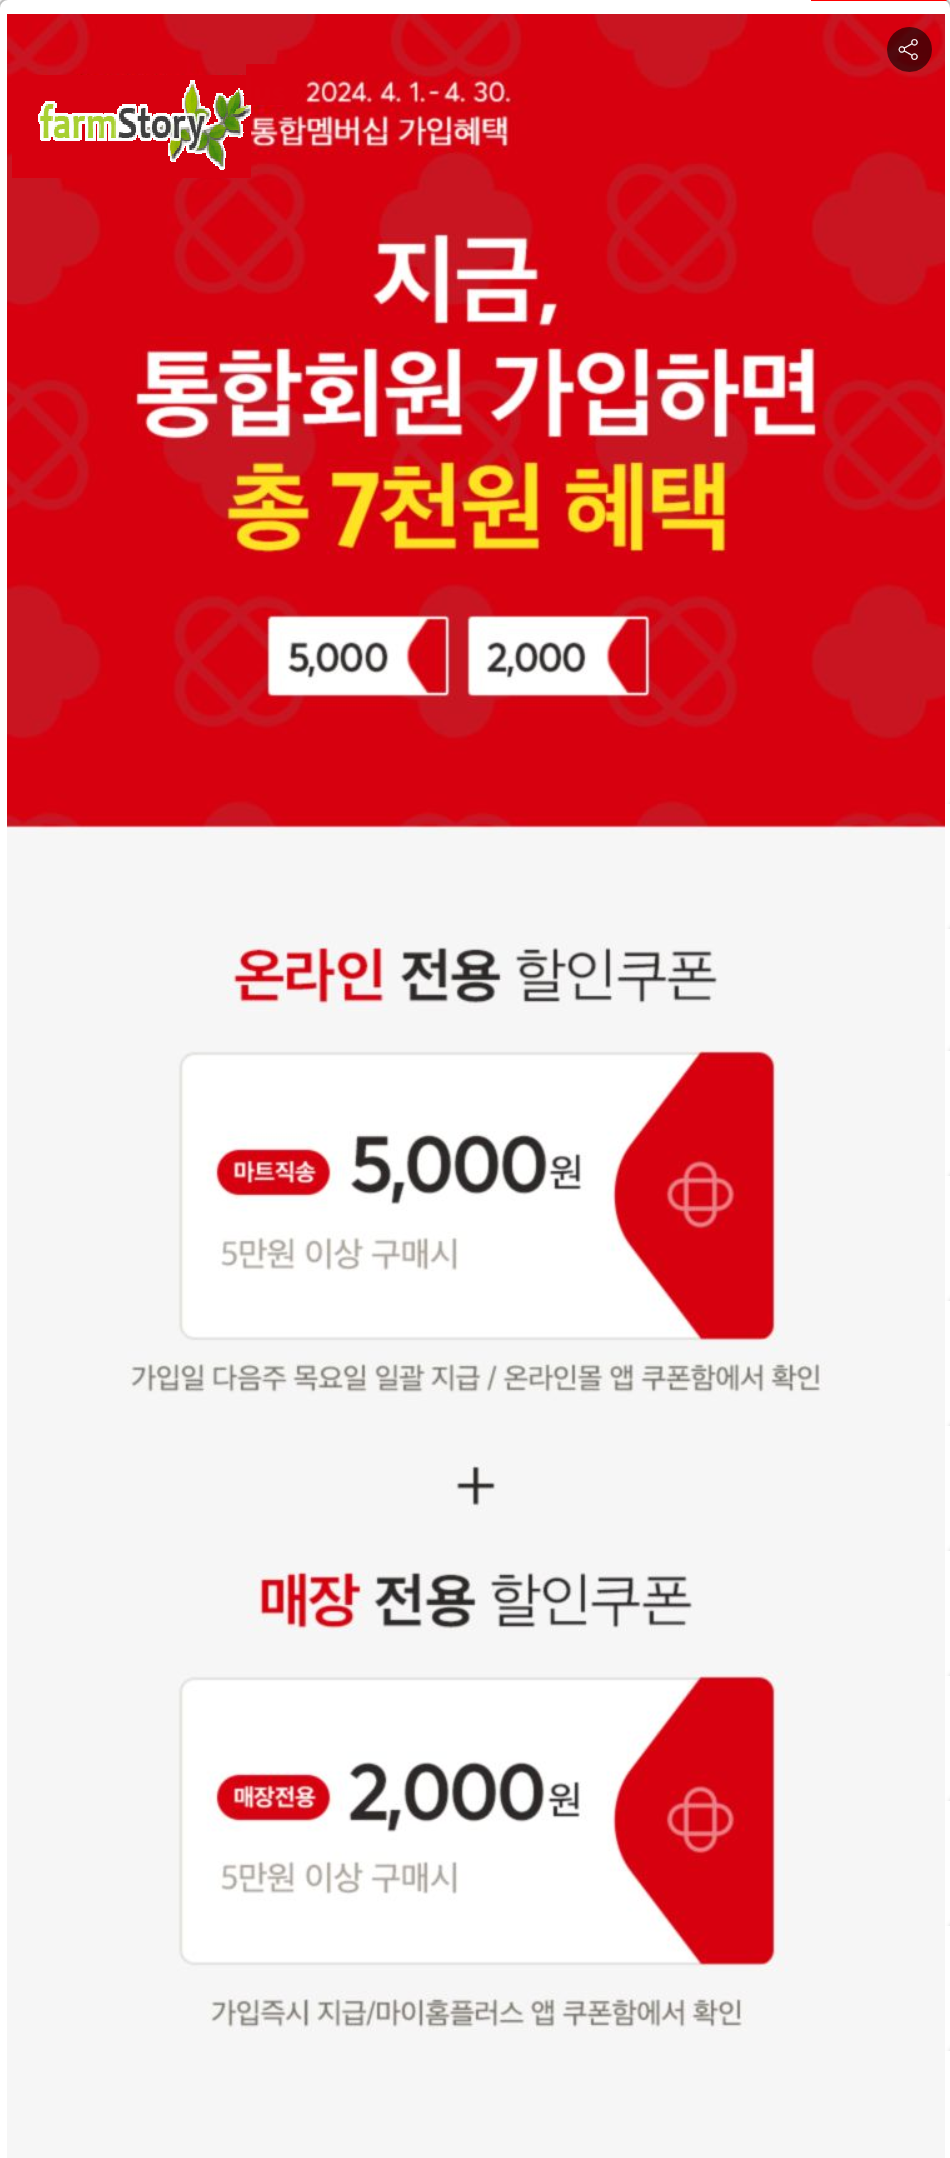 2024. 4. 1. - 4. 30.
farmStory 통합멤버십 가입혜택
지금,
통합회원 가입하면
총 7천원 혜택
5,000 2,000
온라인 전용 할인쿠폰
마트직송 5,000원
5만원 이상 구매시
가입일 다음주 목요일 일괄 지급 / 온라인몰 앱 쿠폰함에서 확인
+
매장 전용 할인쿠폰
매장전용 2,000원
5만원 이상 구매시
가입즉시 지급/마이홈플러스 앱 쿠폰함에서 확인